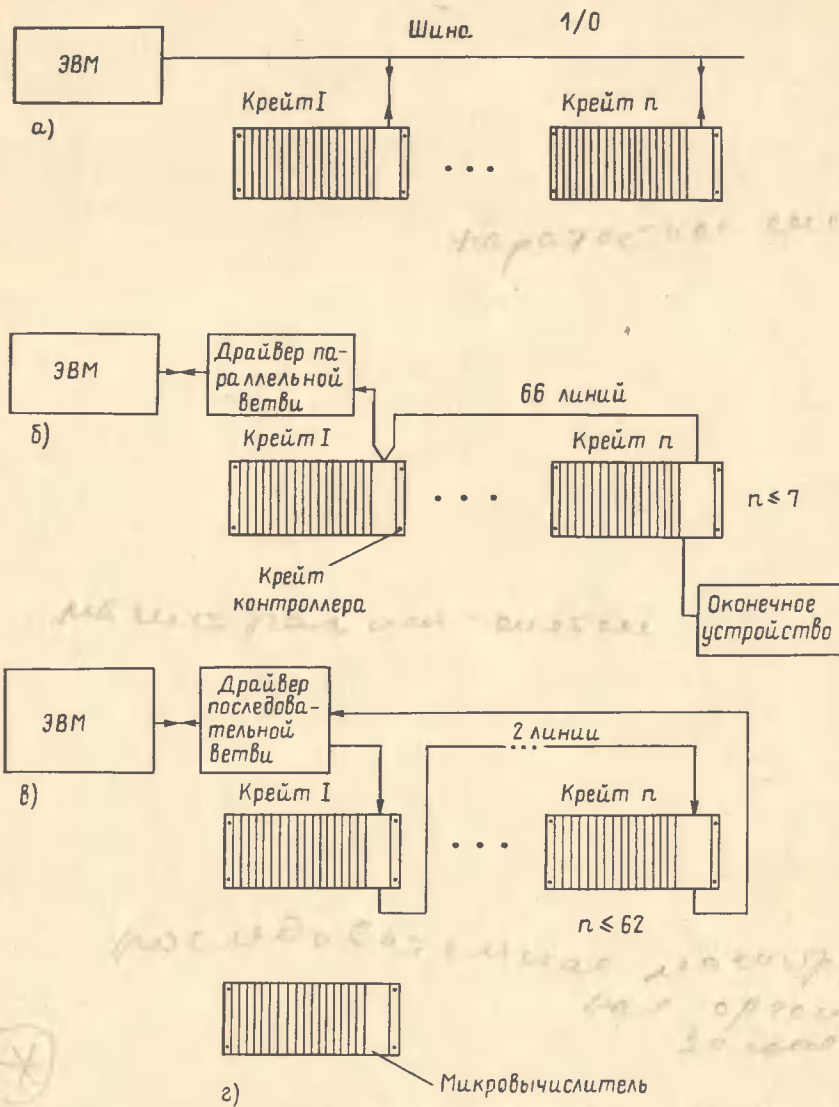 Шина 1/0
ЭВМ
Крейт I Крейт n
а)
Драйвер па-
раллельной
ветви
ЭВМ
66 линий
б)
Крейт I Крейт n
n ≤ 7
Крейт
контроллера
Оконечное
устройство
Драйвер
последова-
тельной
ветви
ЭВМ
2 линии
в)
Крейт I Крейт n
n ≤ 62
Микровычислитель
г)